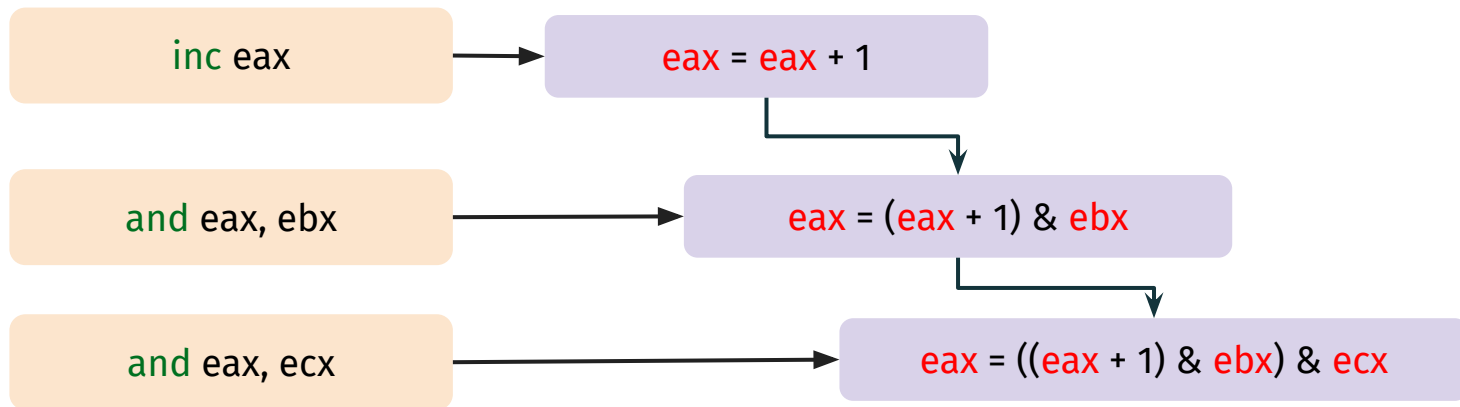 inc eax
eax = eax + 1
and eax, ebx
eax = (eax + 1) & ebx
and eax, ecx
eax = ((eax + 1) & ebx) & ecx